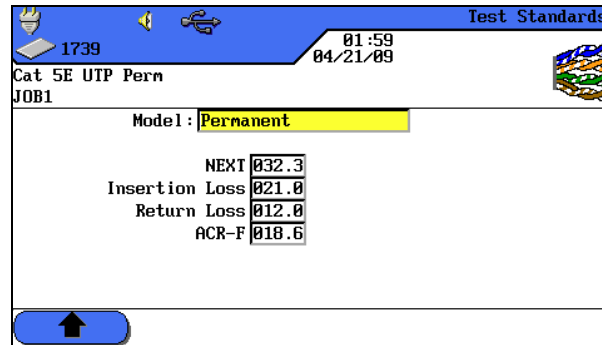 Test Standards
1739
01:59
04/21/09
Cat 5E UTP Perm
JOB1
Model: Permanent
NEXT 032.3
Insertion Loss 021.0
Return Loss 012.0
ACR-F 018.6